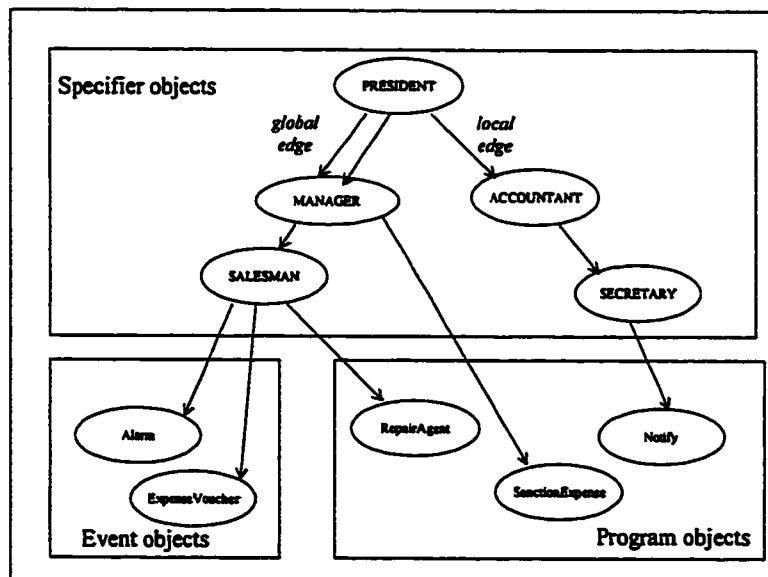 Specifier objects
PRESIDENT
global
edge
local
edge
MANAGER
ACCOUNTANT
SALESMAN
SECRETARY
Alarm
RepairAgent
Notify
ExpenseVoucher
SanctionExpense
Event objects
Program objects